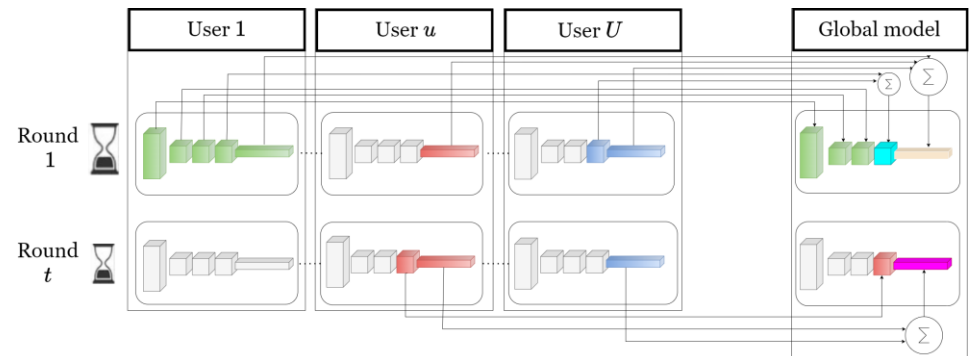 User 1
User u
User U
Global model
Σ
Σ
Round
1
Round
t
Σ